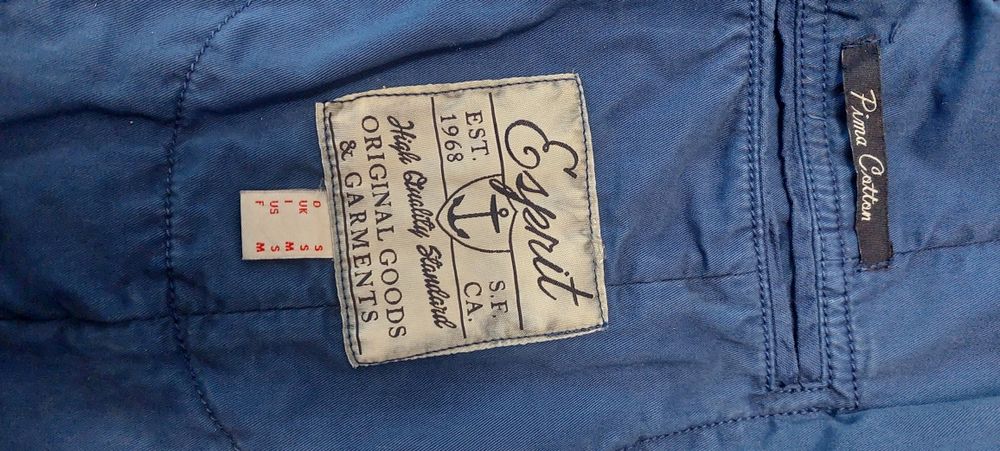 Esprit
EST. S.F.
1968 CA.
High Quality Standard
ORIGINAL GOODS
& GARMENTS
D S
UK S
I M
US S
F M
Pima Cotton